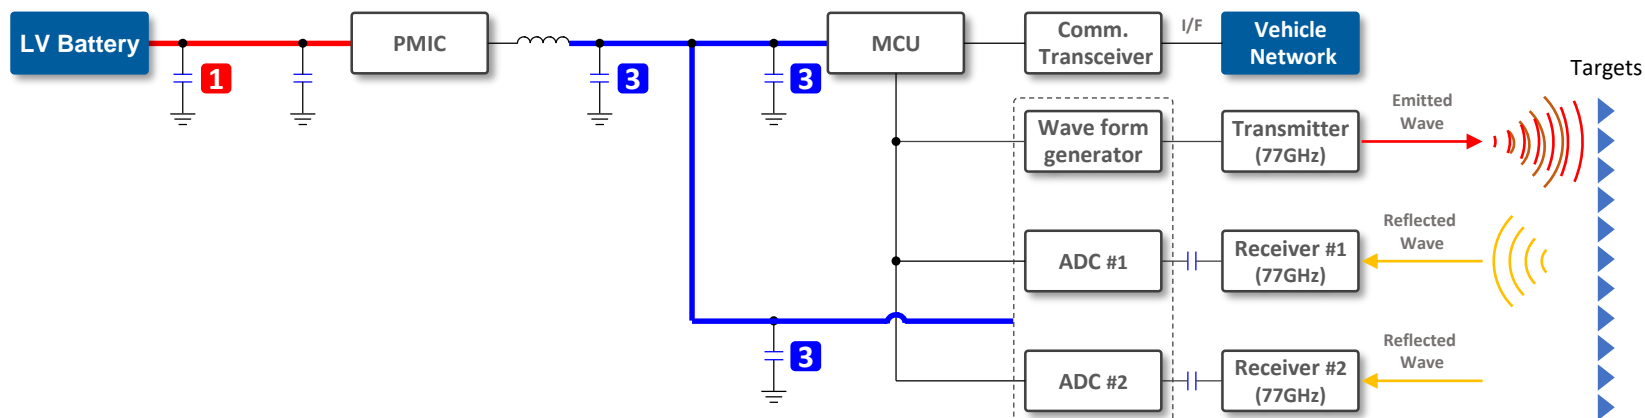 LV Battery
PMIC
MCU
Comm.
Transceiver
I/F
Vehicle
Network
1
3
3
Targets
Emitted
Wave
Wave form
generator
Transmitter
(77GHz)
Reflected
Wave
ADC #1
Receiver #1
(77GHz)
3
Reflected
Wave
ADC #2
Receiver #2
(77GHz)